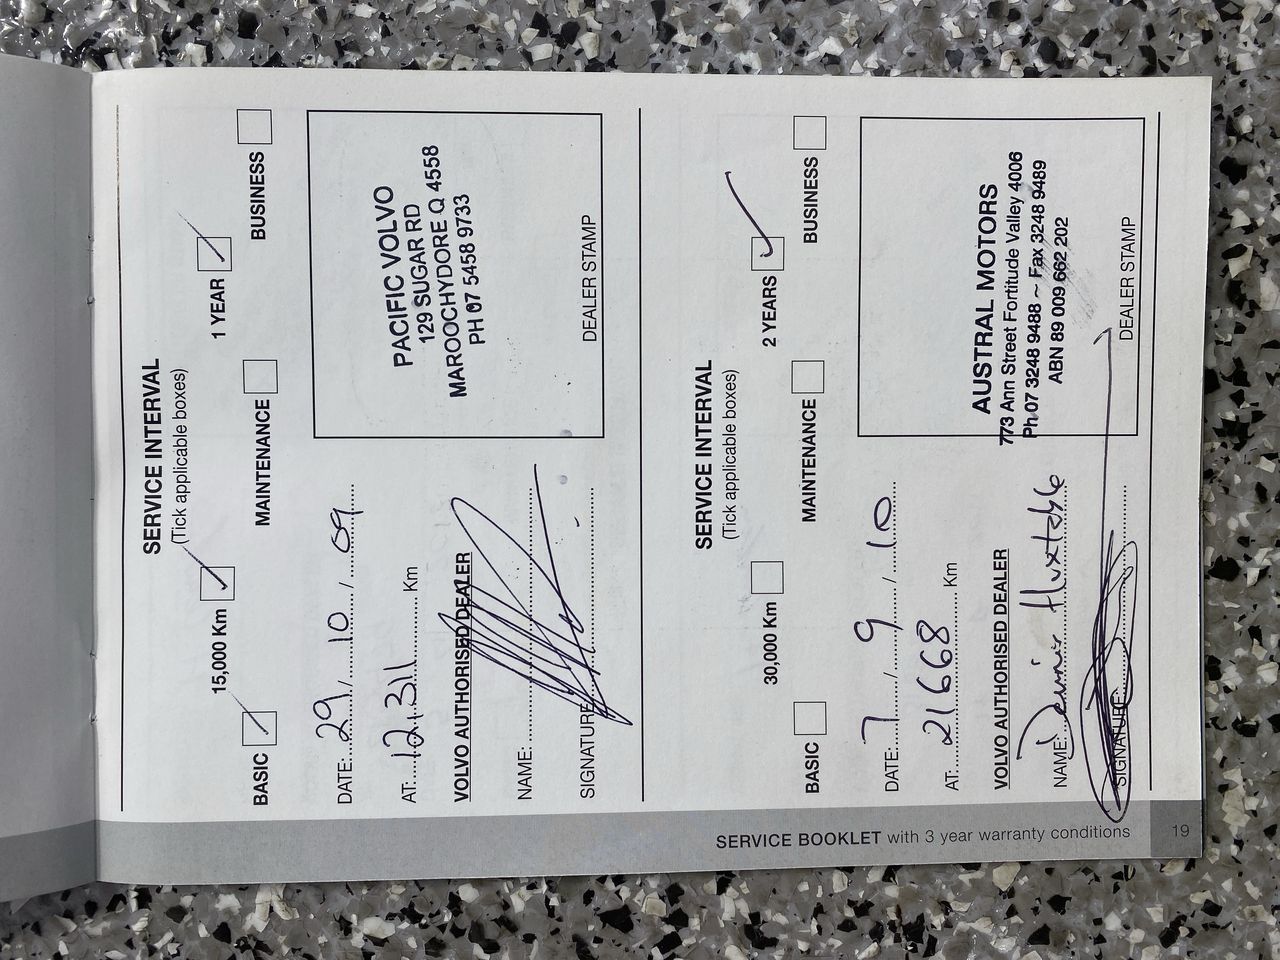 SERVICE INTERVAL
(Tick applicable boxes)
15,000 Km 1 YEAR
BASIC MAINTENANCE BUSINESS
DATE: 29 / 10 / 09
AT: 12,311 Km
VOLVO AUTHORISED DEALER
NAME:
SIGNATURE:
PACIFIC VOLVO
129 SUGAR RD
MAROOCHYDORE Q 4558
PH 07 5458 9733
DEALER STAMP
SERVICE INTERVAL
(Tick applicable boxes)
30,000 Km 2 YEARS
BASIC MAINTENANCE BUSINESS
DATE: 7 / 9 / 10
AT: 21668 Km
VOLVO AUTHORISED DEALER
NAME: Dennis
SIGNATURE:
AUSTRAL MOTORS
773 Ann Street Fortitude Valley 4006
Ph 07 3248 9488 ~ Fax 3248 9489
ABN 89 009 662 202
DEALER STAMP
SERVICE BOOKLET with 3 year warranty conditions 19